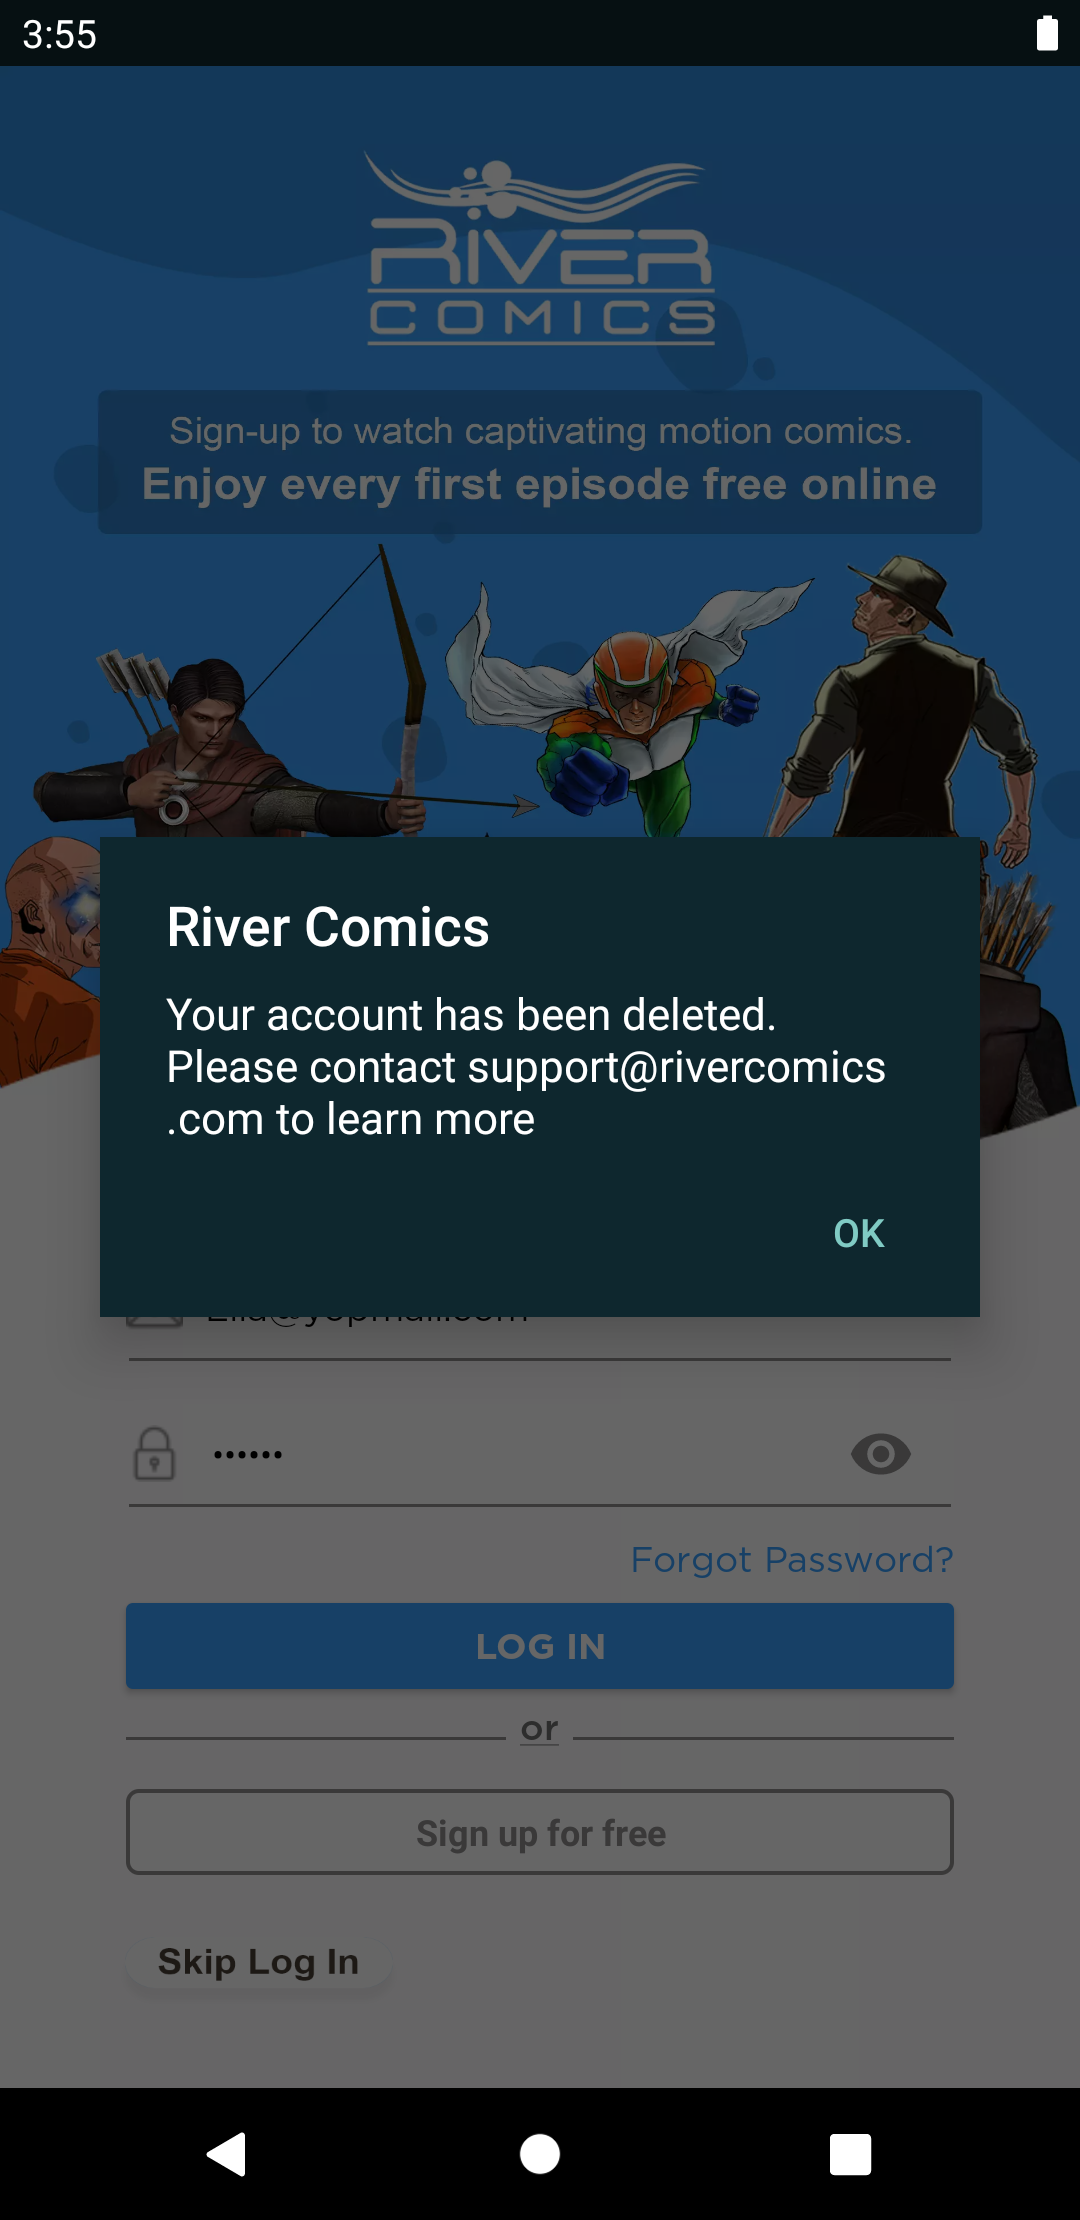 3:55
RIVER
COMICS
Sign-up to watch captivating motion comics.
Enjoy every first episode free online
River Comics
Your account has been deleted.
Please contact support@rivercomics
.com to learn more
OK
••••••
Forgot Password?
LOG IN
or
Sign up for free
Skip Log In